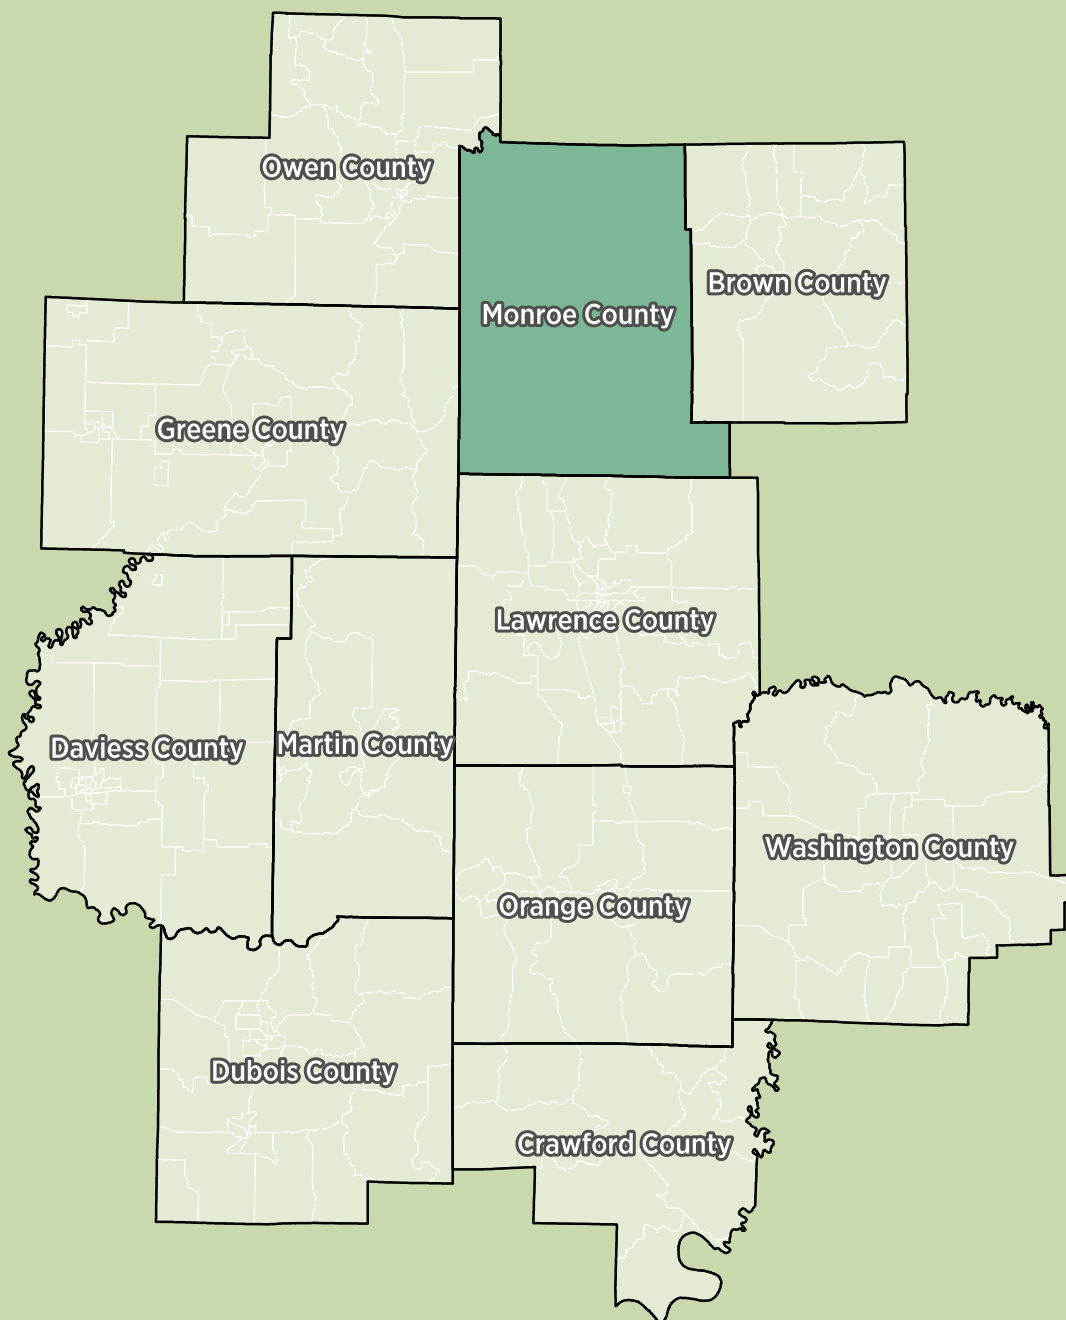 Owen County
Brown County
Monroe County
Greene County
Lawrence County
Daviess County
Martin County
Washington County
Orange County
Dubois County
Crawford County